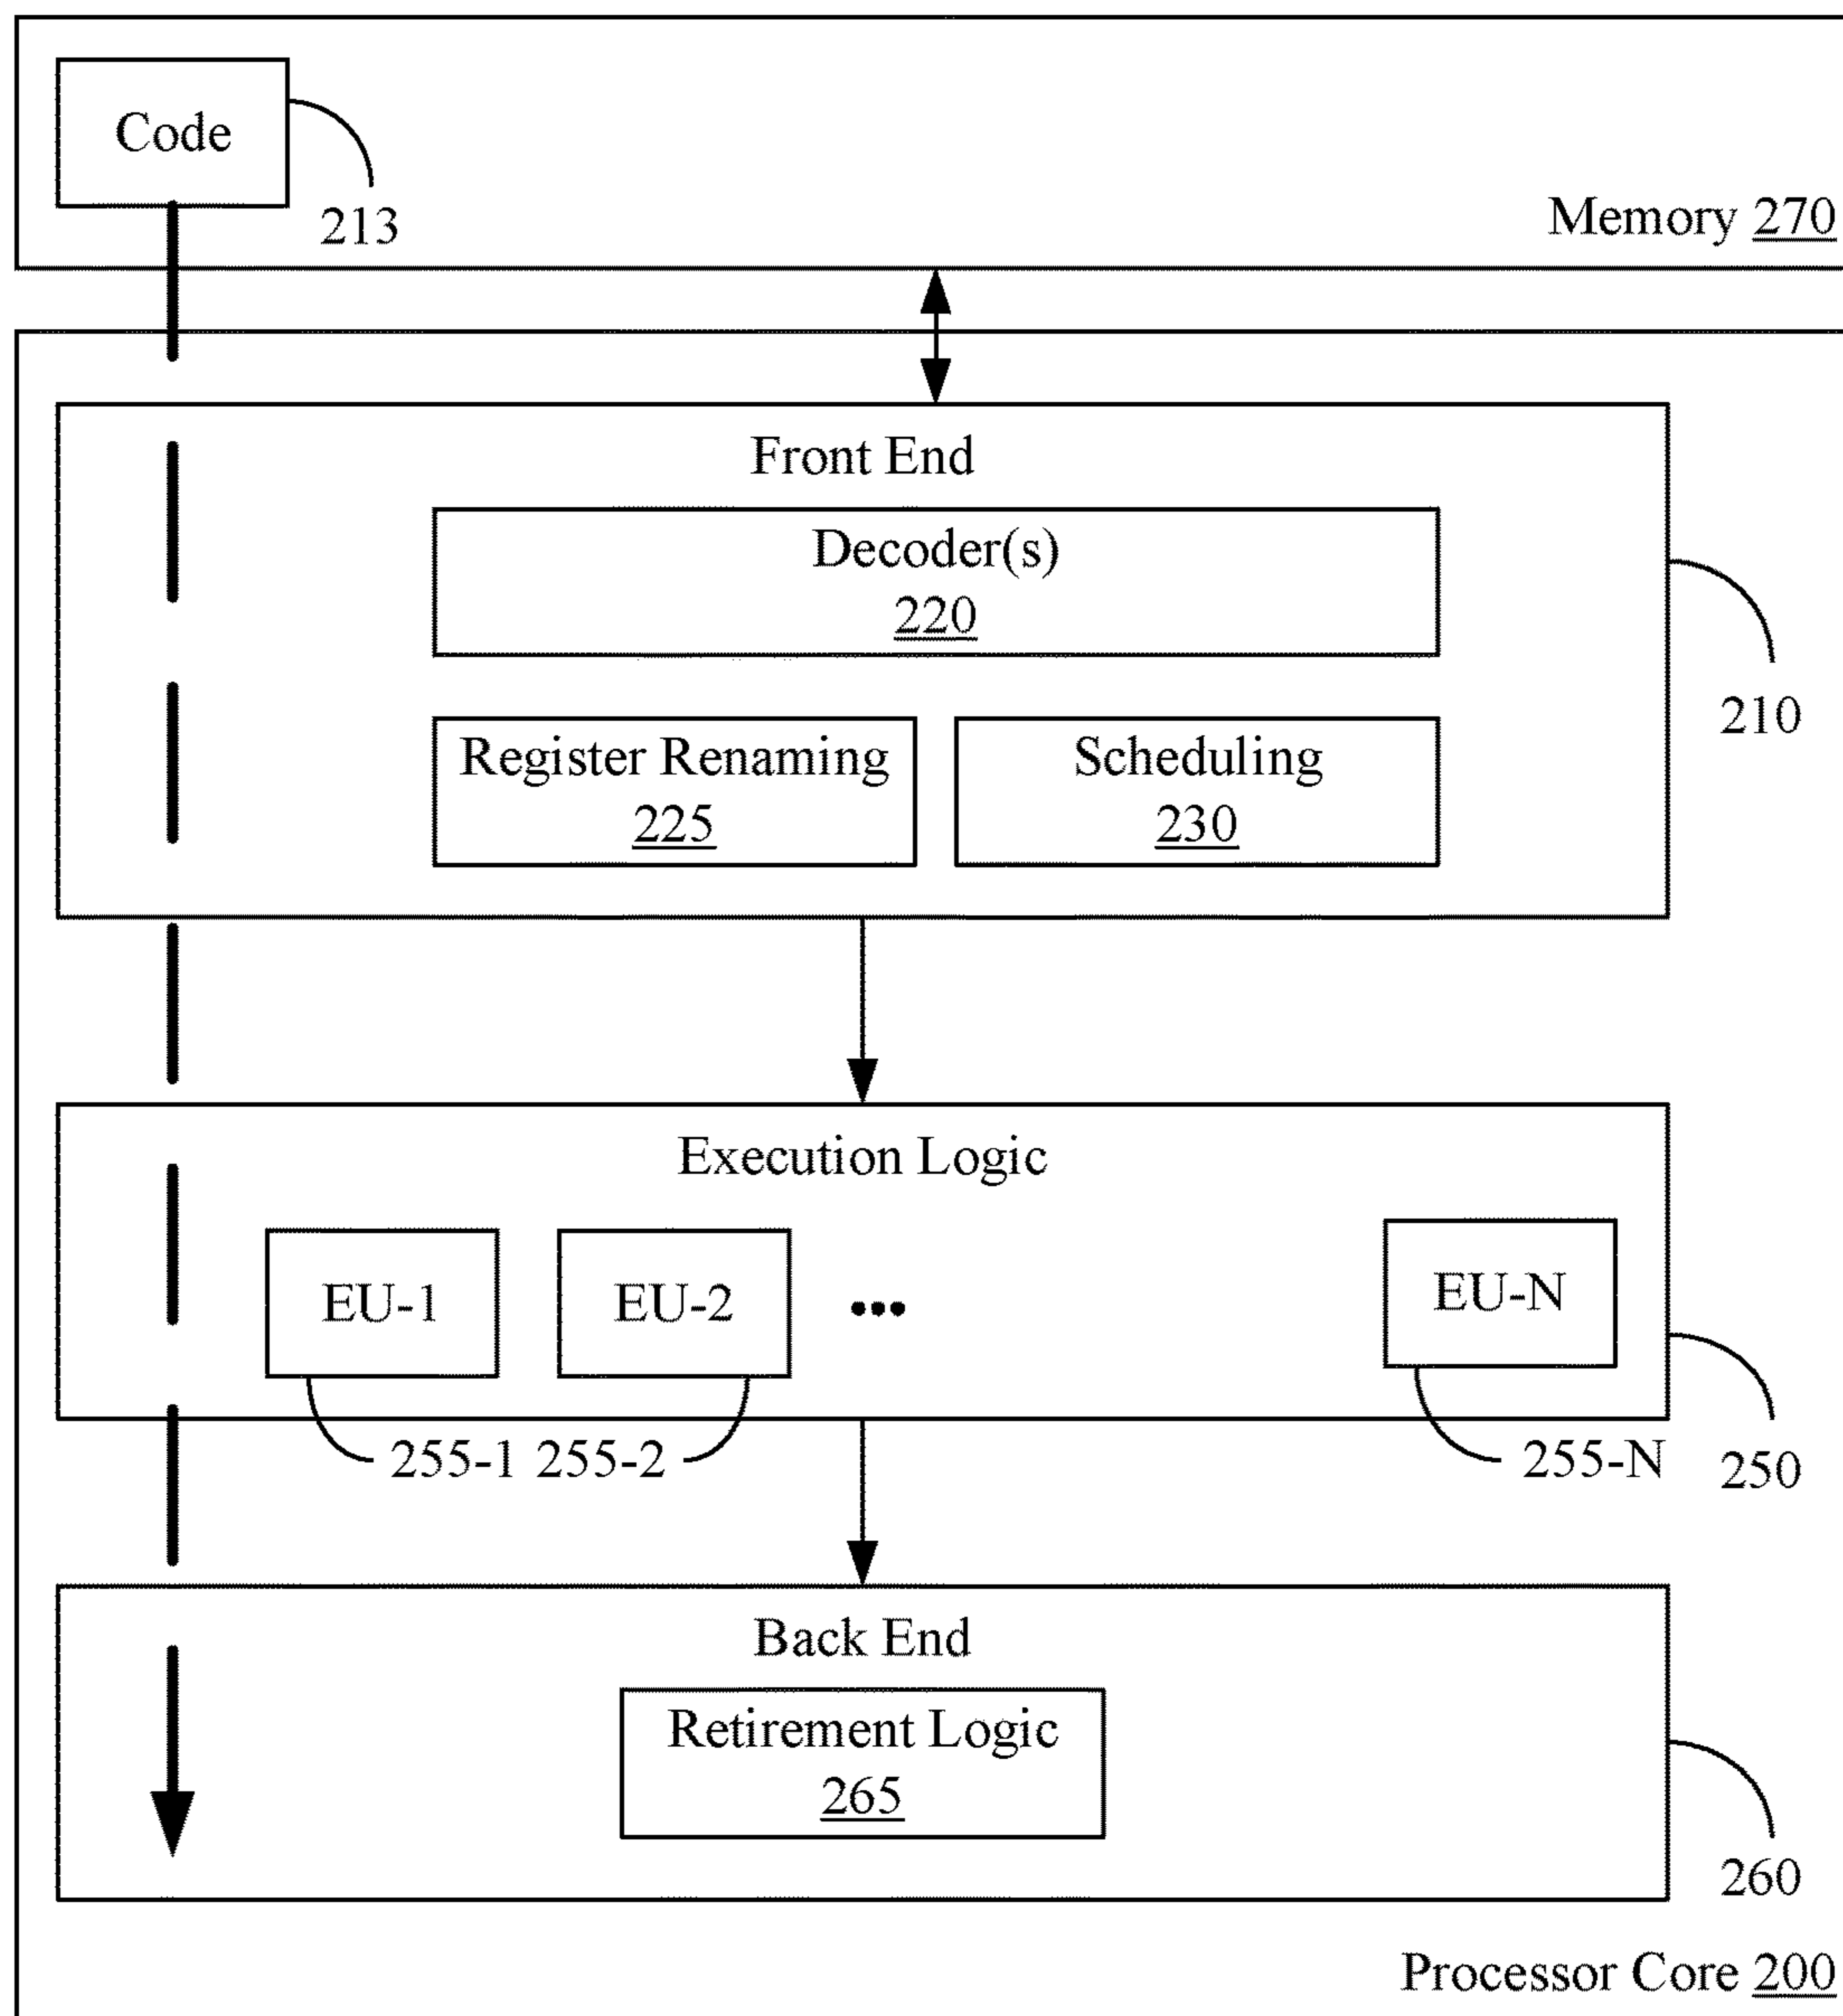 Code
213
Memory 270
Front End
Decoder(s)
220
Register Renaming
225
Scheduling
230
210
Execution Logic
EU-1
EU-2
•••
EU-N
255-1 255-2
255-N
250
Back End
Retirement Logic
265
260
Processor Core 200